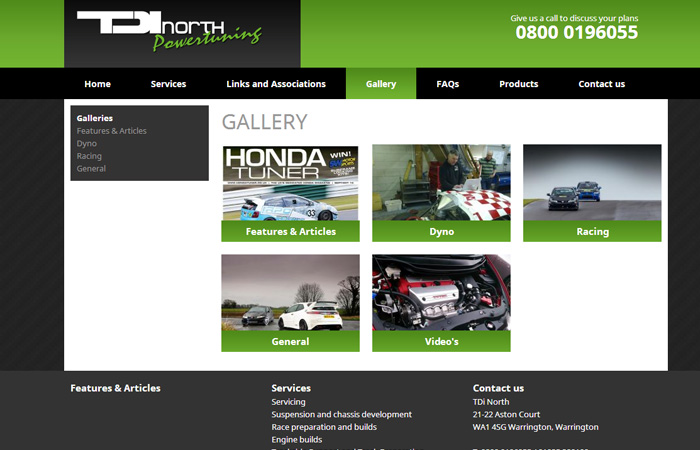 TDI NORTH
Powertuning
Give us a call to discuss your plans
0800 0196055
Home Services Links and Associations Gallery FAQs Products Contact us
Galleries
Features & Articles
Dyno
Racing
General
GALLERY
HONDA
TUNER
WIN!
33
Features & Articles
Dyno
Racing
General
Video's
Features & Articles
Services
Servicing
Suspension and chassis development
Race preparation and builds
Engine builds
Contact us
TDi North
21-22 Aston Court
WA1 4SG Warrington, Warrington